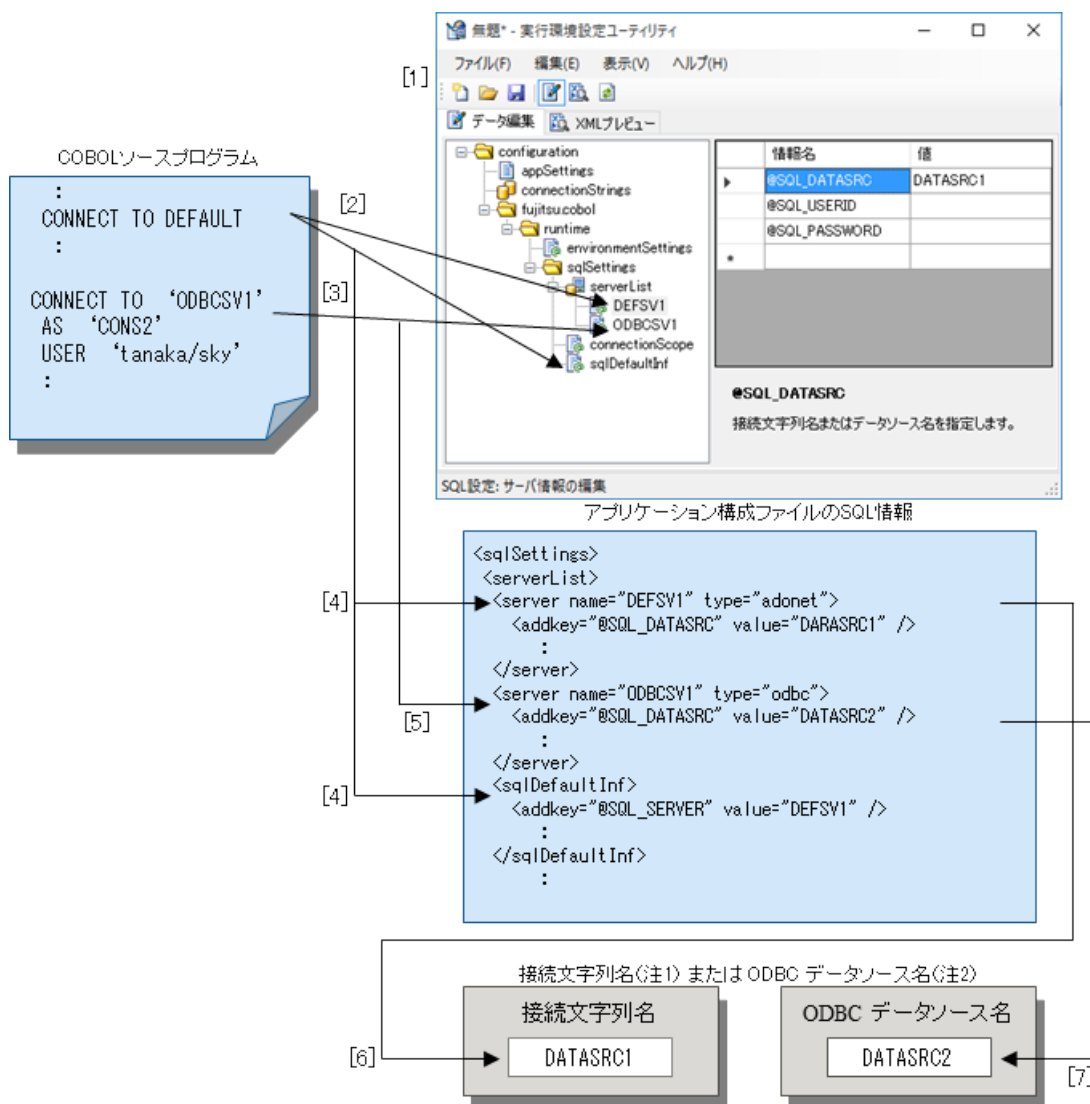 無題* - 実行環境設定ユーティリティ
ファイル(F) 編集(E) 表示(V) ヘルプ(H)
[1]
データ編集 XMLプレビュー
configuration
appSettings
connectionStrings
fujitsu.cobol
runtime
environmentSettings
sqlSettings
serverList
DEFSV1
ODBCSV1
connectionScope
sqlDefaultInf
情報名 値
@SQL_DATASRC DATASRC1
@SQL_USERID
@SQL_PASSWORD
*
@SQL_DATASRC
接続文字列名またはデータソース名を指定します。
SQL設定: サーバ情報の編集
COBOLソースプログラム
:
CONNECT TO DEFAULT
:
CONNECT TO ‘ODBCSV1’
AS ‘CONS2’
USER ‘tanaka/sky’
:
[2]
[3]
アプリケーション構成ファイルのSQL情報
<sqlSettings>
<serverList>
[4]
<server name="DEFSV1" type="adonet">
<addkey="@SQL_DATASRC" value="DARASRC1" />
:
</server>
<server name="ODBCSV1" type="odbc">
[5]
<addkey="@SQL_DATASRC" value="DATASRC2" />
:
</server>
<sqlDefaultInf>
[4]
<addkey="@SQL_SERVER" value="DEFSV1" />
:
</sqlDefaultInf>
:
接続文字列名(注1) または ODBC データソース名(注2)
接続文字列名
ODBC データソース名
[6]
DATASRC1
DATASRC2
[7]